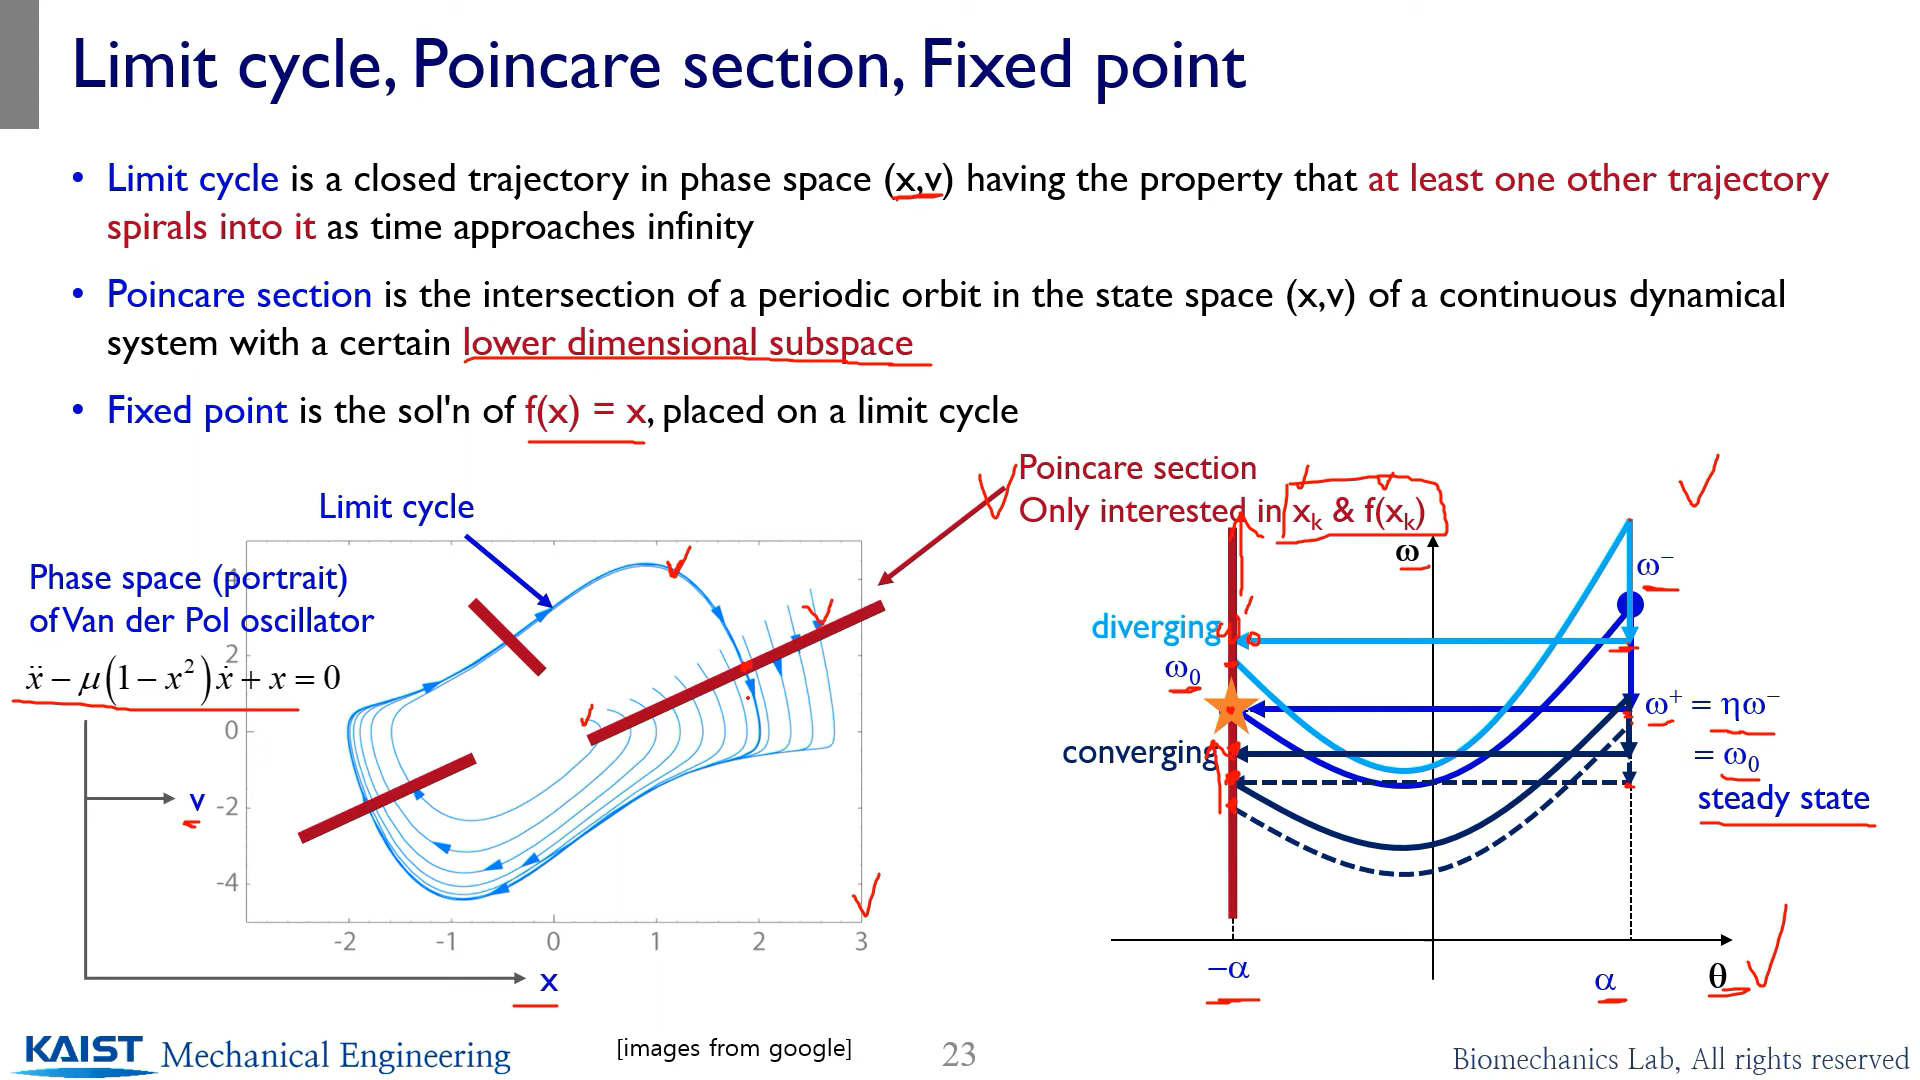 Limit cycle, Poincare section, Fixed point
• Limit cycle is a closed trajectory in phase space (x,v) having the property that at least one other trajectory
spirals into it as time approaches infinity
• Poincare section is the intersection of a periodic orbit in the state space (x,v) of a continuous dynamical
system with a certain lower dimensional subspace
• Fixed point is the sol'n of f(x) = x, placed on a limit cycle
Poincare section
Only interested in xₖ & f(xₖ)
Limit cycle
Phase space (portrait)
of Van der Pol oscillator
ẍ − μ(1 − x²)ẋ + x = 0
4
2
0
-2
-4
-2 -1 0 1 2 3
v
x
ω
ω⁻
diverging
ω₀
ω⁺ = ηω⁻
= ω₀
converging
steady state
−α
α
θ
KAIST Mechanical Engineering
[images from google]
23
Biomechanics Lab, All rights reserved